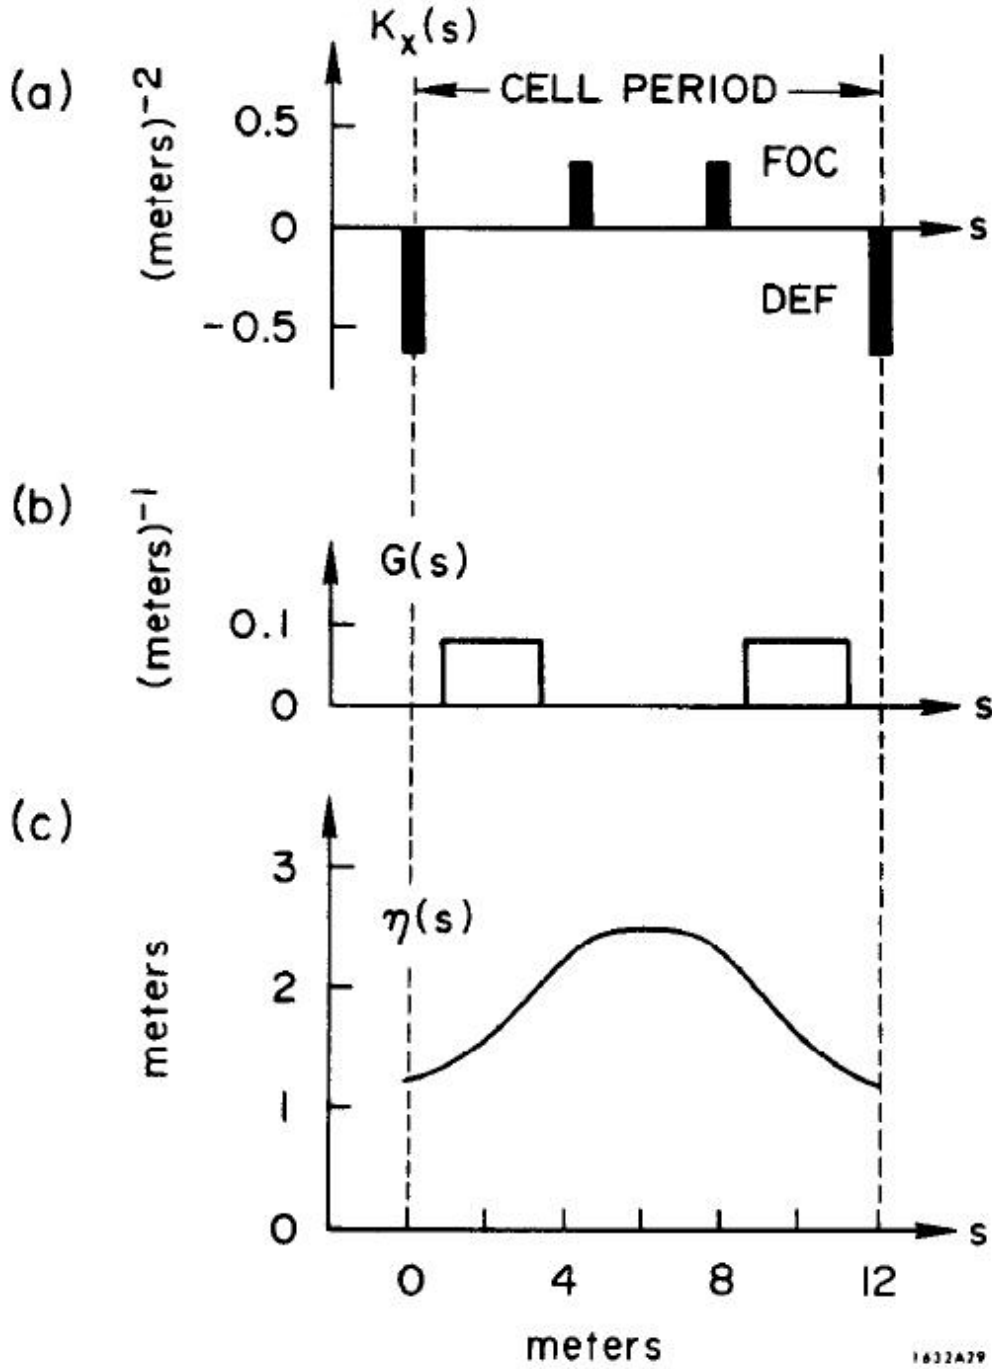 (a)
(meters)⁻²
Kₓ(s)
CELL PERIOD
0.5
FOC
0
s
DEF
-0.5
(b)
(meters)⁻¹
G(s)
0.1
0
s
(c)
meters
3
η(s)
2
1
0
s
0 4 8 12
meters
1632A29